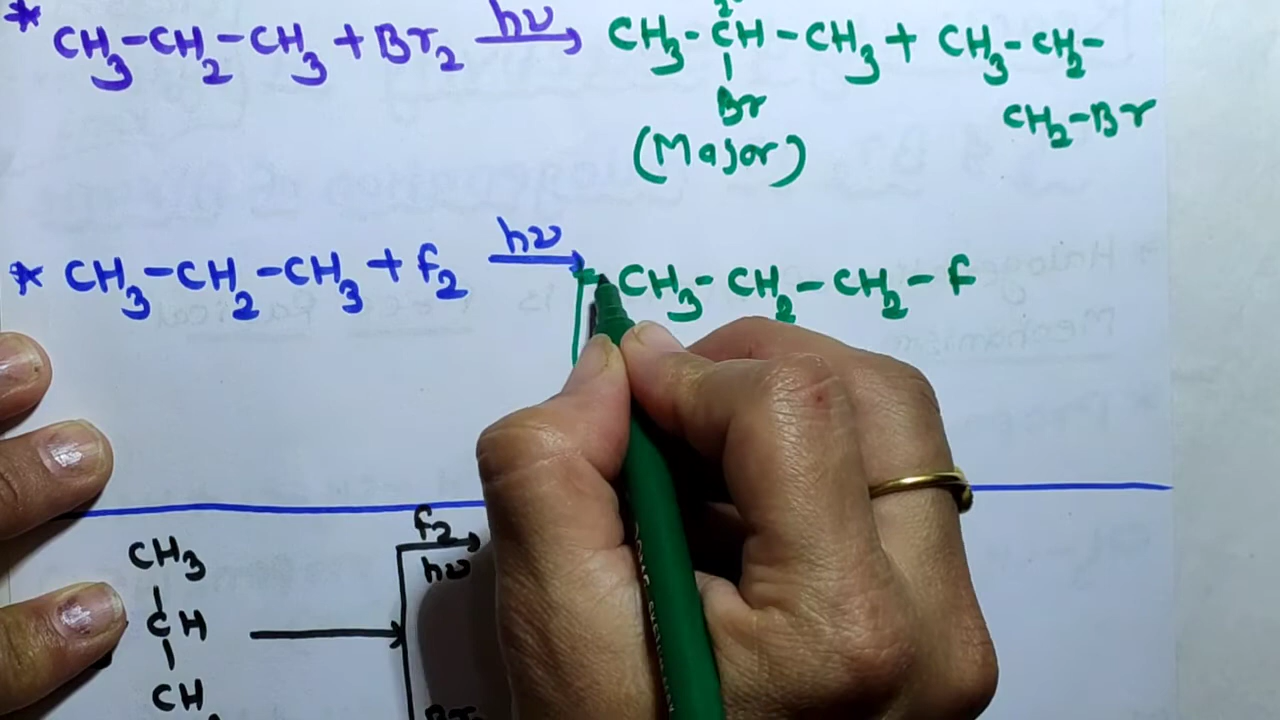 * CH3-CH2-CH3 + Br2 hν→ CH3-CH-CH3 + CH3-CH2-
2°
|
Br
CH2-Br
(Major)
* CH3-CH2-CH3 + f2 hν→ CH3-CH2-CH2-f
f2
hν
CH3
|
CH
|
CH